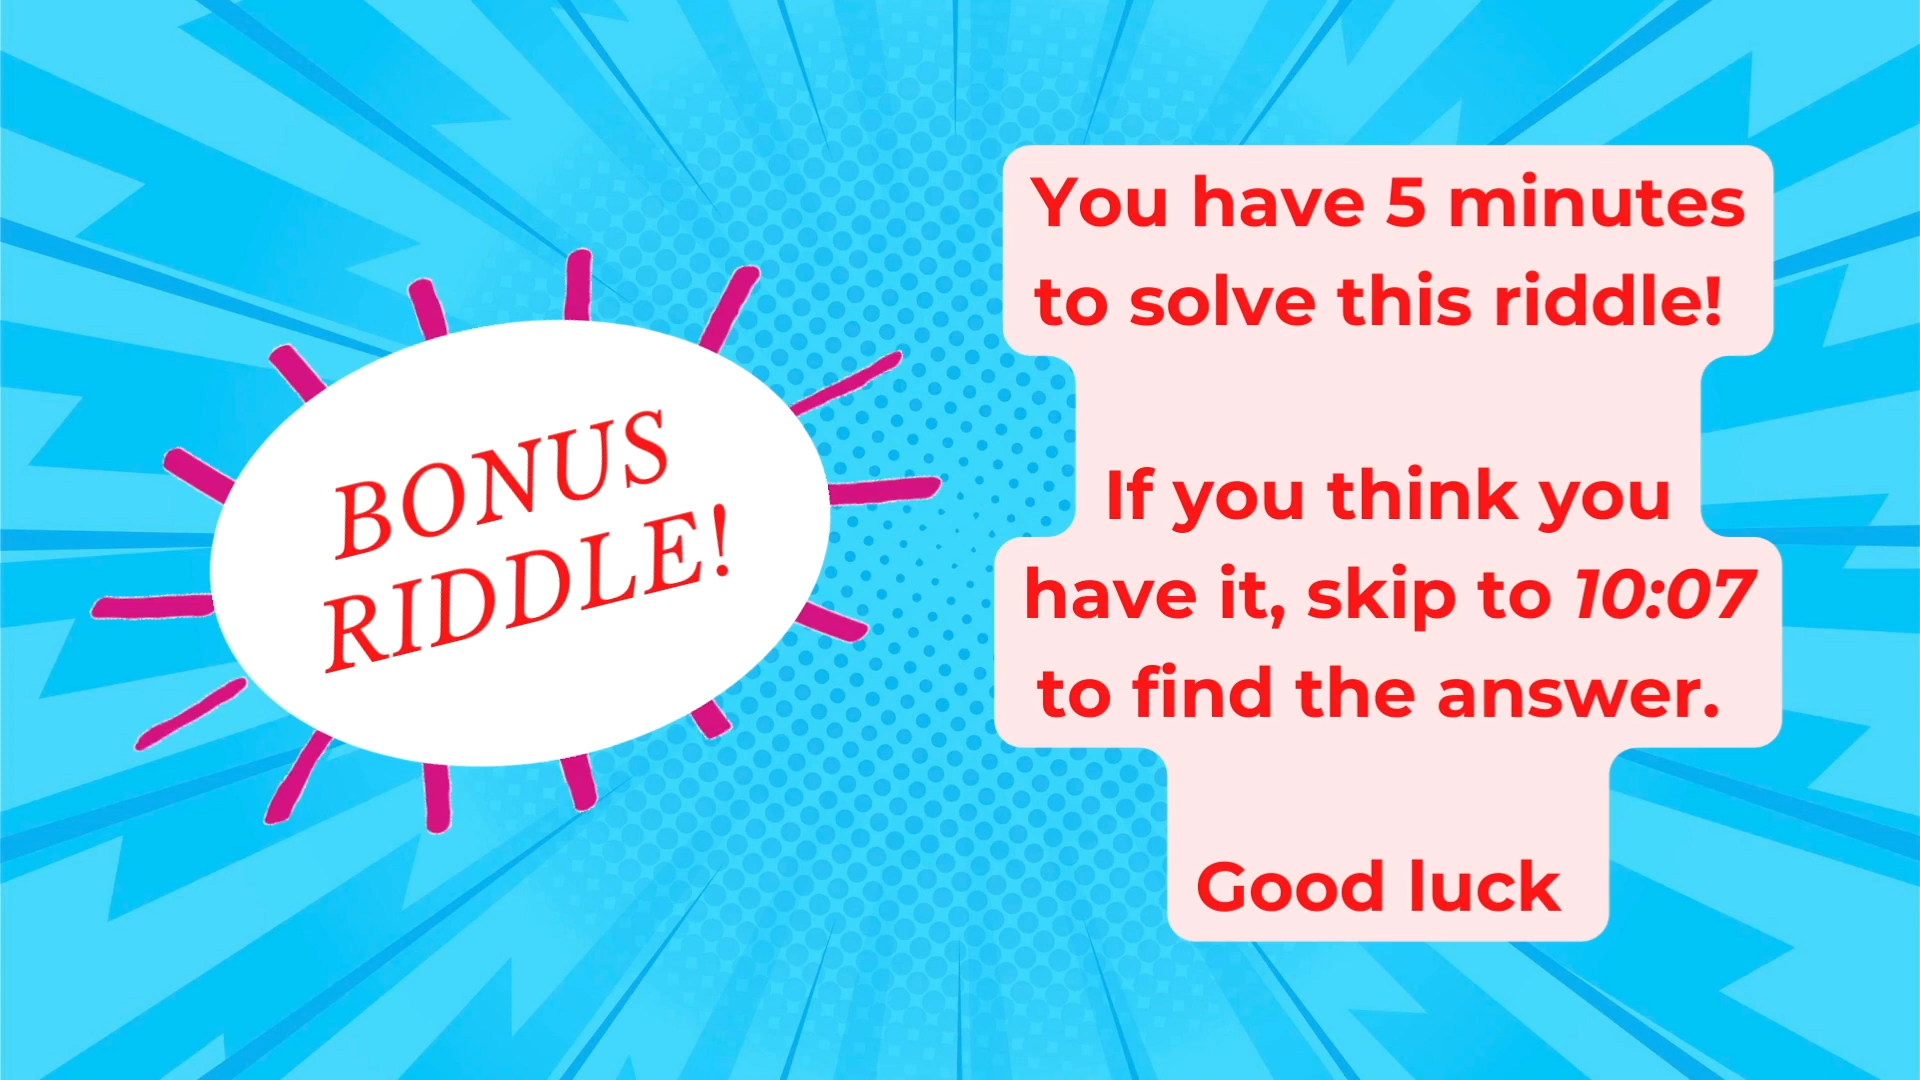 BONUS
RIDDLE!
You have 5 minutes
to solve this riddle!
If you think you
have it, skip to 10:07
to find the answer.
Good luck